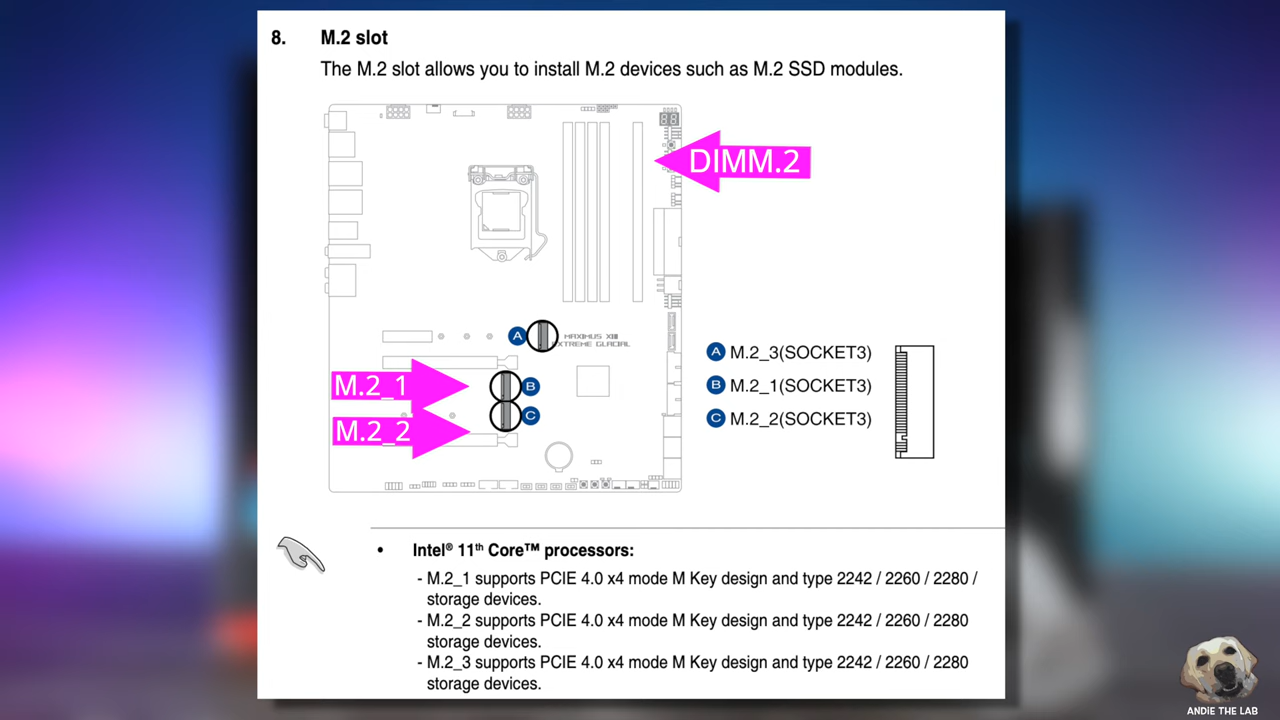 8. M.2 slot
The M.2 slot allows you to install M.2 devices such as M.2 SSD modules.
88
DIMM.2
A
MAXIMUS XIII
EXTREME GLACIAL
M.2_1
B
M.2_2
C
A M.2_3(SOCKET3)
B M.2_1(SOCKET3)
C M.2_2(SOCKET3)
• Intel® 11th Core™ processors:
- M.2_1 supports PCIE 4.0 x4 mode M Key design and type 2242 / 2260 / 2280 /
storage devices.
- M.2_2 supports PCIE 4.0 x4 mode M Key design and type 2242 / 2260 / 2280
storage devices.
- M.2_3 supports PCIE 4.0 x4 mode M Key design and type 2242 / 2260 / 2280
storage devices.
ANDIE THE LAB